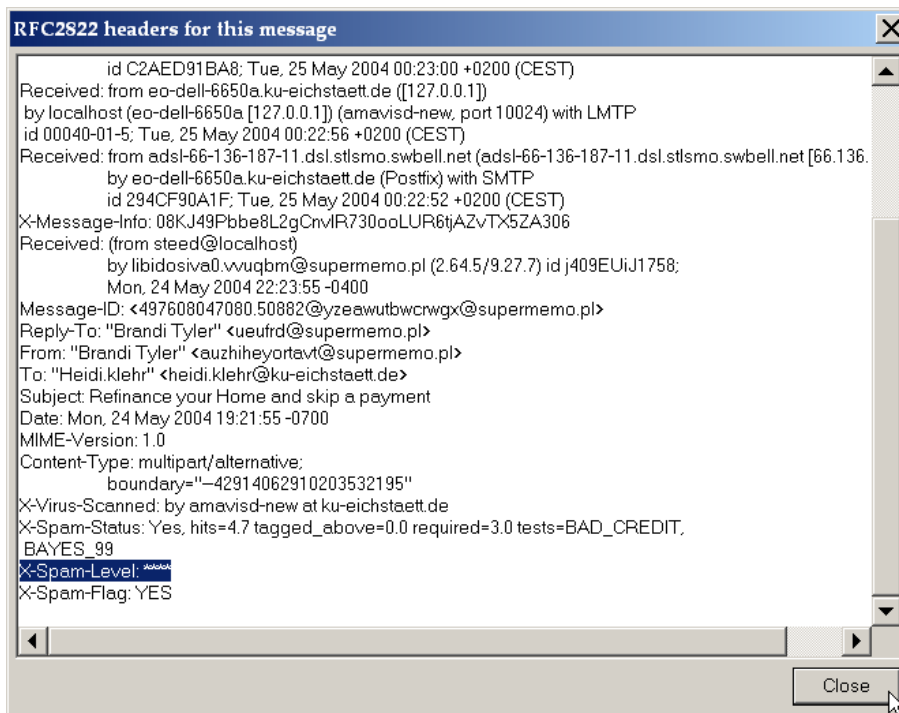 RFC2822 headers for this message
id C2AED91BA8; Tue, 25 May 2004 00:23:00 +0200 (CEST)
Received: from eo-dell-6650a.ku-eichstaett.de ([127.0.0.1])
by localhost (eo-dell-6650a [127.0.0.1]) (amavisd-new, port 10024) with LMTP
id 00040-01-5; Tue, 25 May 2004 00:22:56 +0200 (CEST)
Received: from adsl-66-136-187-11.dsl.stlsmo.swbell.net (adsl-66-136-187-11.dsl.stlsmo.swbell.net [66.136.
by eo-dell-6650a.ku-eichstaett.de (Postfix) with SMTP
id 294CF90A1F; Tue, 25 May 2004 00:22:52 +0200 (CEST)
X-Message-Info: 08KJ49Pbbe8L2gCnvIR730ooLUR6tjAZvTX5ZA306
Received: (from steed@localhost)
by libidosiva0.vvuqbm@supermemo.pl (2.64.5/9.27.7) id j409EUiJ1758;
Mon, 24 May 2004 22:23:55 -0400
Message-ID: <497608047080.50882@yzeawutbwcrwgx@supermemo.pl>
Reply-To: "Brandi Tyler" <ueufrd@supermemo.pl>
From: "Brandi Tyler" <auzhiheyortavt@supermemo.pl>
To: "Heidi.klehr" <heidi.klehr@ku-eichstaett.de>
Subject: Refinance your Home and skip a payment
Date: Mon, 24 May 2004 19:21:55 -0700
MIME-Version: 1.0
Content-Type: multipart/alternative;
boundary="--42914062910203532195"
X-Virus-Scanned: by amavisd-new at ku-eichstaett.de
X-Spam-Status: Yes, hits=4.7 tagged_above=0.0 required=3.0 tests=BAD_CREDIT,
BAYES_99
X-Spam-Level: ****
X-Spam-Flag: YES
Close